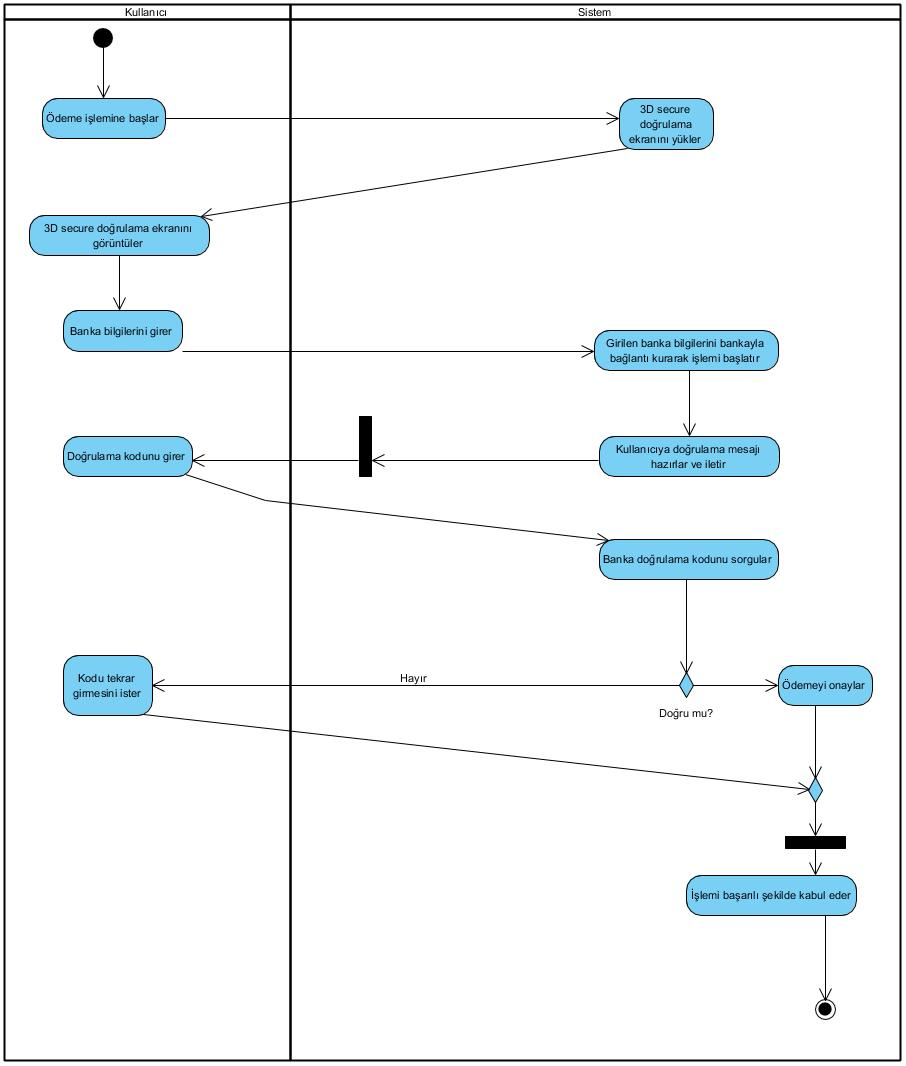 Kullanıcı
Sistem
Ödeme işlemine başlar
3D secure
doğrulama
ekranını yükler
3D secure doğrulama ekranını
görüntüler
Banka bilgilerini girer
Girilen banka bilgilerini bankayla
bağlantı kurarak işlemi başlatır
Doğrulama kodunu girer
Kullanıcıya doğrulama mesajı
hazırlar ve iletir
Banka doğrulama kodunu sorgular
Kodu tekrar
girmesini ister
Hayır
Doğru mu?
Ödemeyi onaylar
İşlemi başarılı şekilde kabul eder